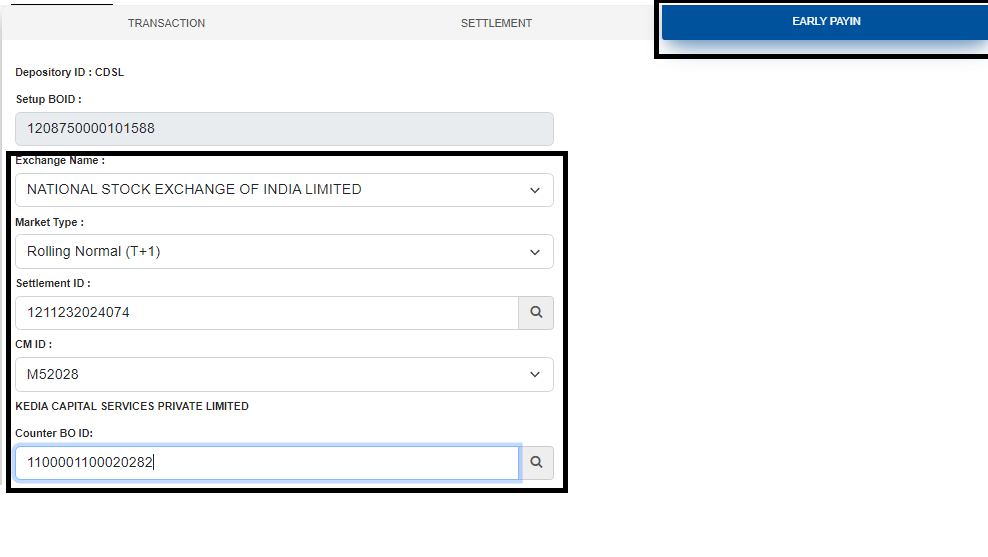 TRANSACTION SETTLEMENT EARLY PAYIN
Depository ID : CDSL
Setup BOID :
1208750000101588
Exchange Name :
NATIONAL STOCK EXCHANGE OF INDIA LIMITED
Market Type :
Rolling Normal (T+1)
Settlement ID :
1211232024074
CM ID :
M52028
KEDIA CAPITAL SERVICES PRIVATE LIMITED
Counter BO ID:
1100001100020282